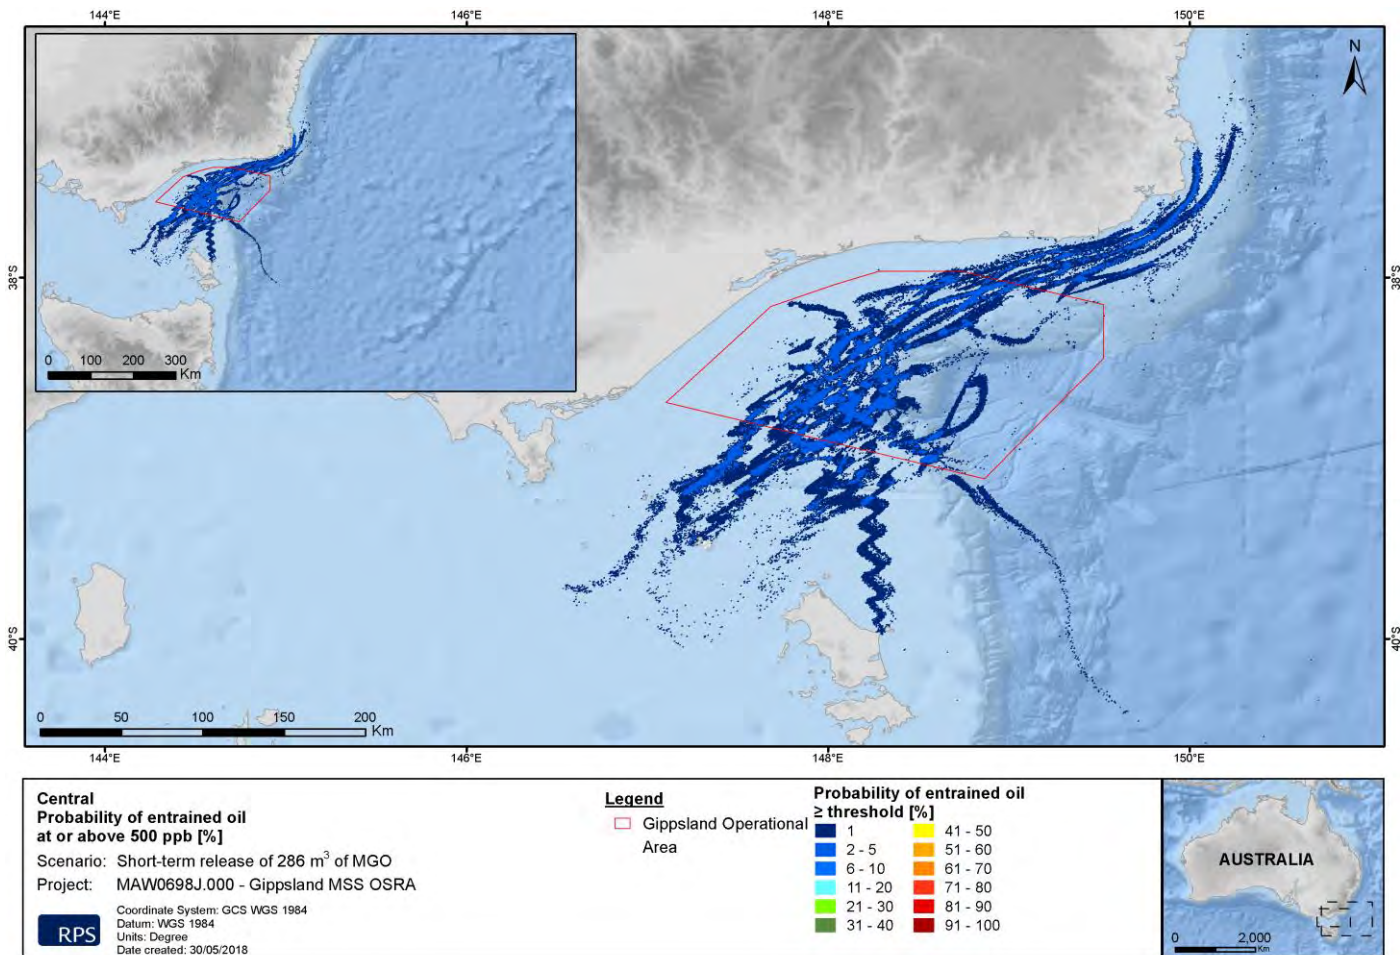 144°E
146°E
148°E
150°E
N
0 100 200 300
Km
38°S
38°S
40°S
40°S
0 50 100 150 200
Km
144°E
146°E
148°E
150°E
Central
Probability of entrained oil
at or above 500 ppb [%]
Scenario: Short-term release of 286 m³ of MGO
Project: MAW0698J.000 - Gippsland MSS OSRA
RPS
Coordinate System: GCS WGS 1984
Datum: WGS 1984
Units: Degree
Date created: 30/05/2018
Legend
Gippsland Operational
Area
Probability of entrained oil
≥ threshold [%]
1
2 - 5
6 - 10
11 - 20
21 - 30
31 - 40
41 - 50
51 - 60
61 - 70
71 - 80
81 - 90
91 - 100
AUSTRALIA
0 2,000
Km